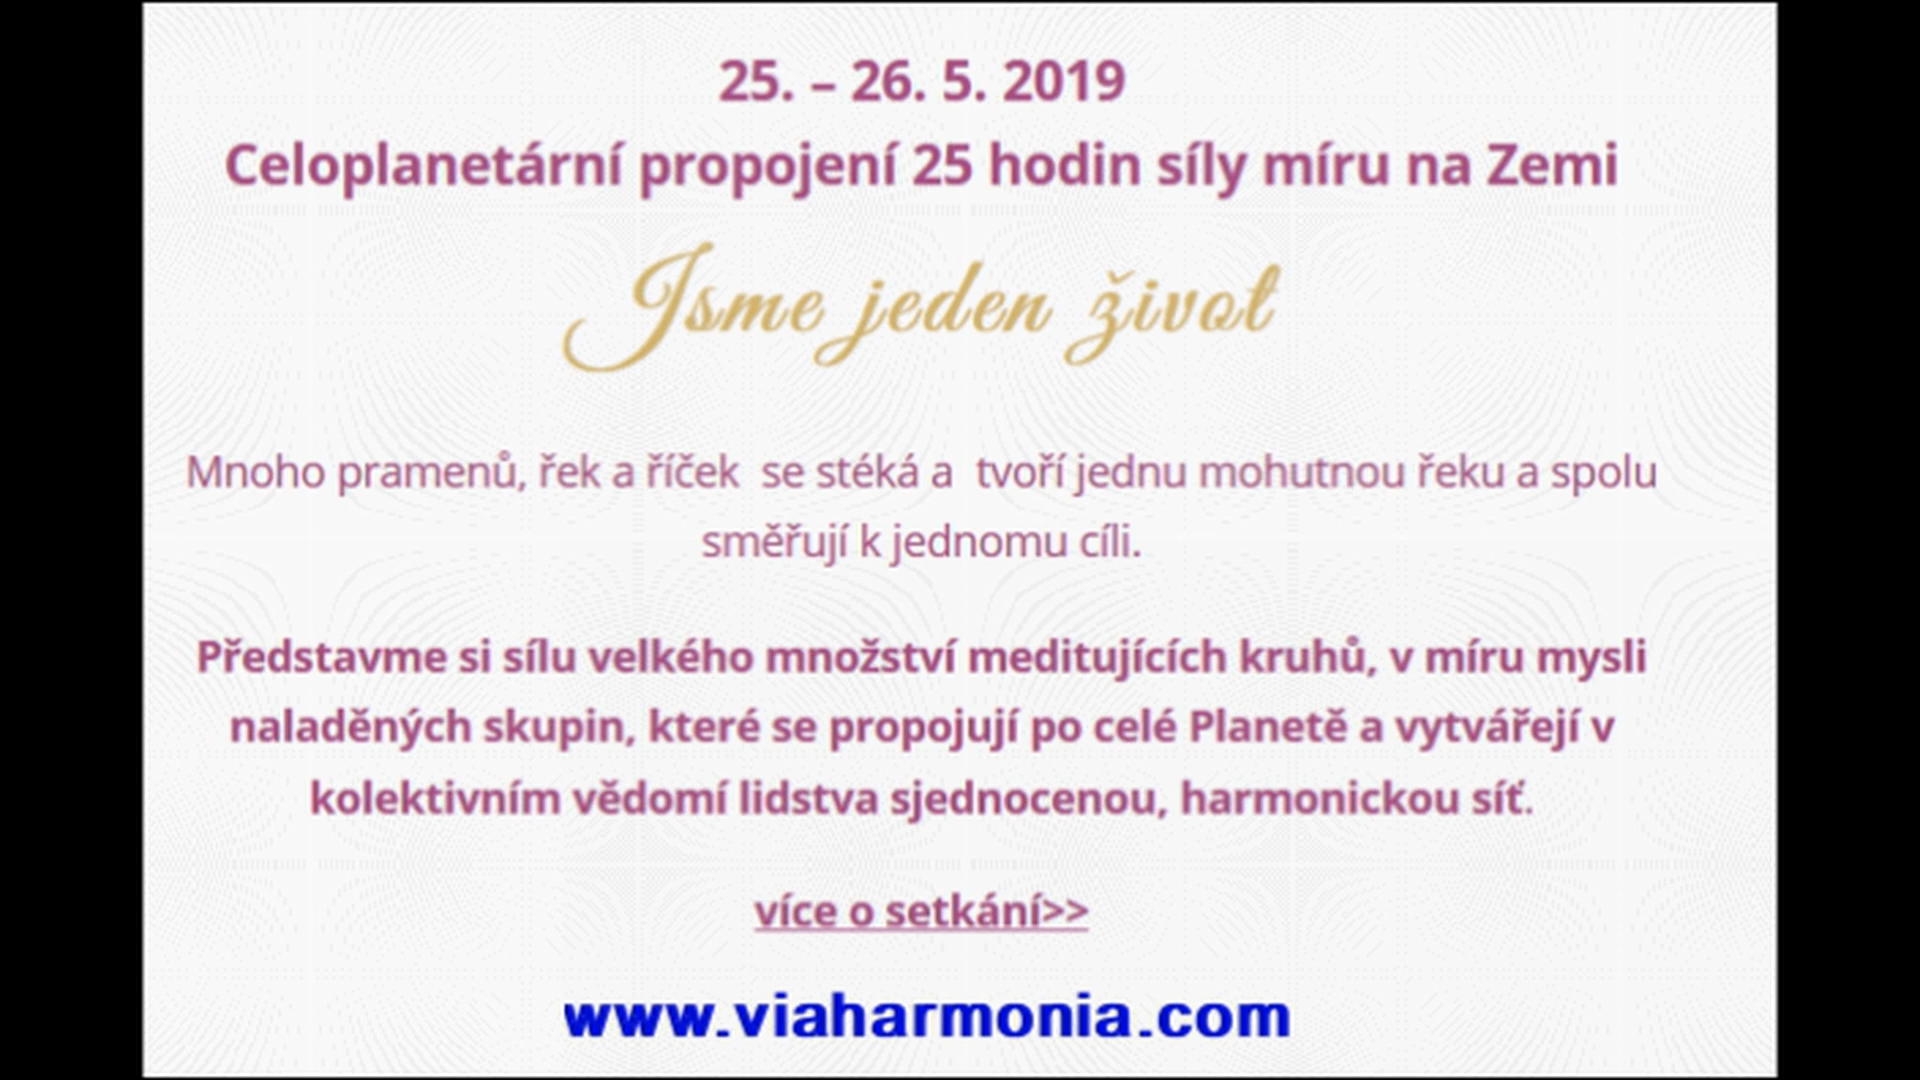 25. – 26. 5. 2019
Celoplanetární propojení 25 hodin síly míru na Zemi
Jsme jeden život
Mnoho pramenů, řek a říček se stéká a tvoří jednu mohutnou řeku a spolu
směřují k jednomu cíli.
Představme si sílu velkého množství meditujících kruhů, v míru mysli
naladěných skupin, které se propojují po celé Planetě a vytvářejí v
kolektivním vědomí lidstva sjednocenou, harmonickou síť.
více o setkání>>
www.viaharmonia.com